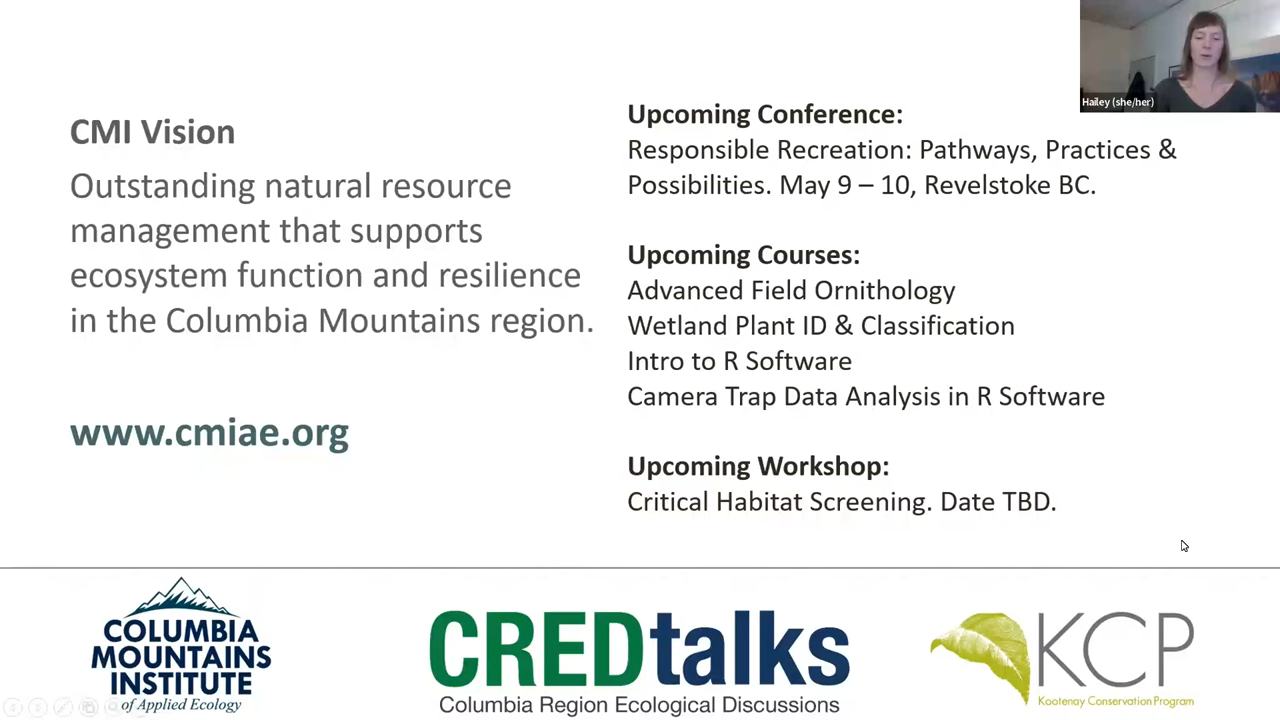 Hailey (she/her)
CMI Vision
Outstanding natural resource
management that supports
ecosystem function and resilience
in the Columbia Mountains region.
www.cmiae.org
Upcoming Conference:
Responsible Recreation: Pathways, Practices &
Possibilities. May 9 – 10, Revelstoke BC.
Upcoming Courses:
Advanced Field Ornithology
Wetland Plant ID & Classification
Intro to R Software
Camera Trap Data Analysis in R Software
Upcoming Workshop:
Critical Habitat Screening. Date TBD.
COLUMBIA
MOUNTAINS
INSTITUTE
of Applied Ecology
CREDtalks
Columbia Region Ecological Discussions
KCP
Kootenay Conservation Program